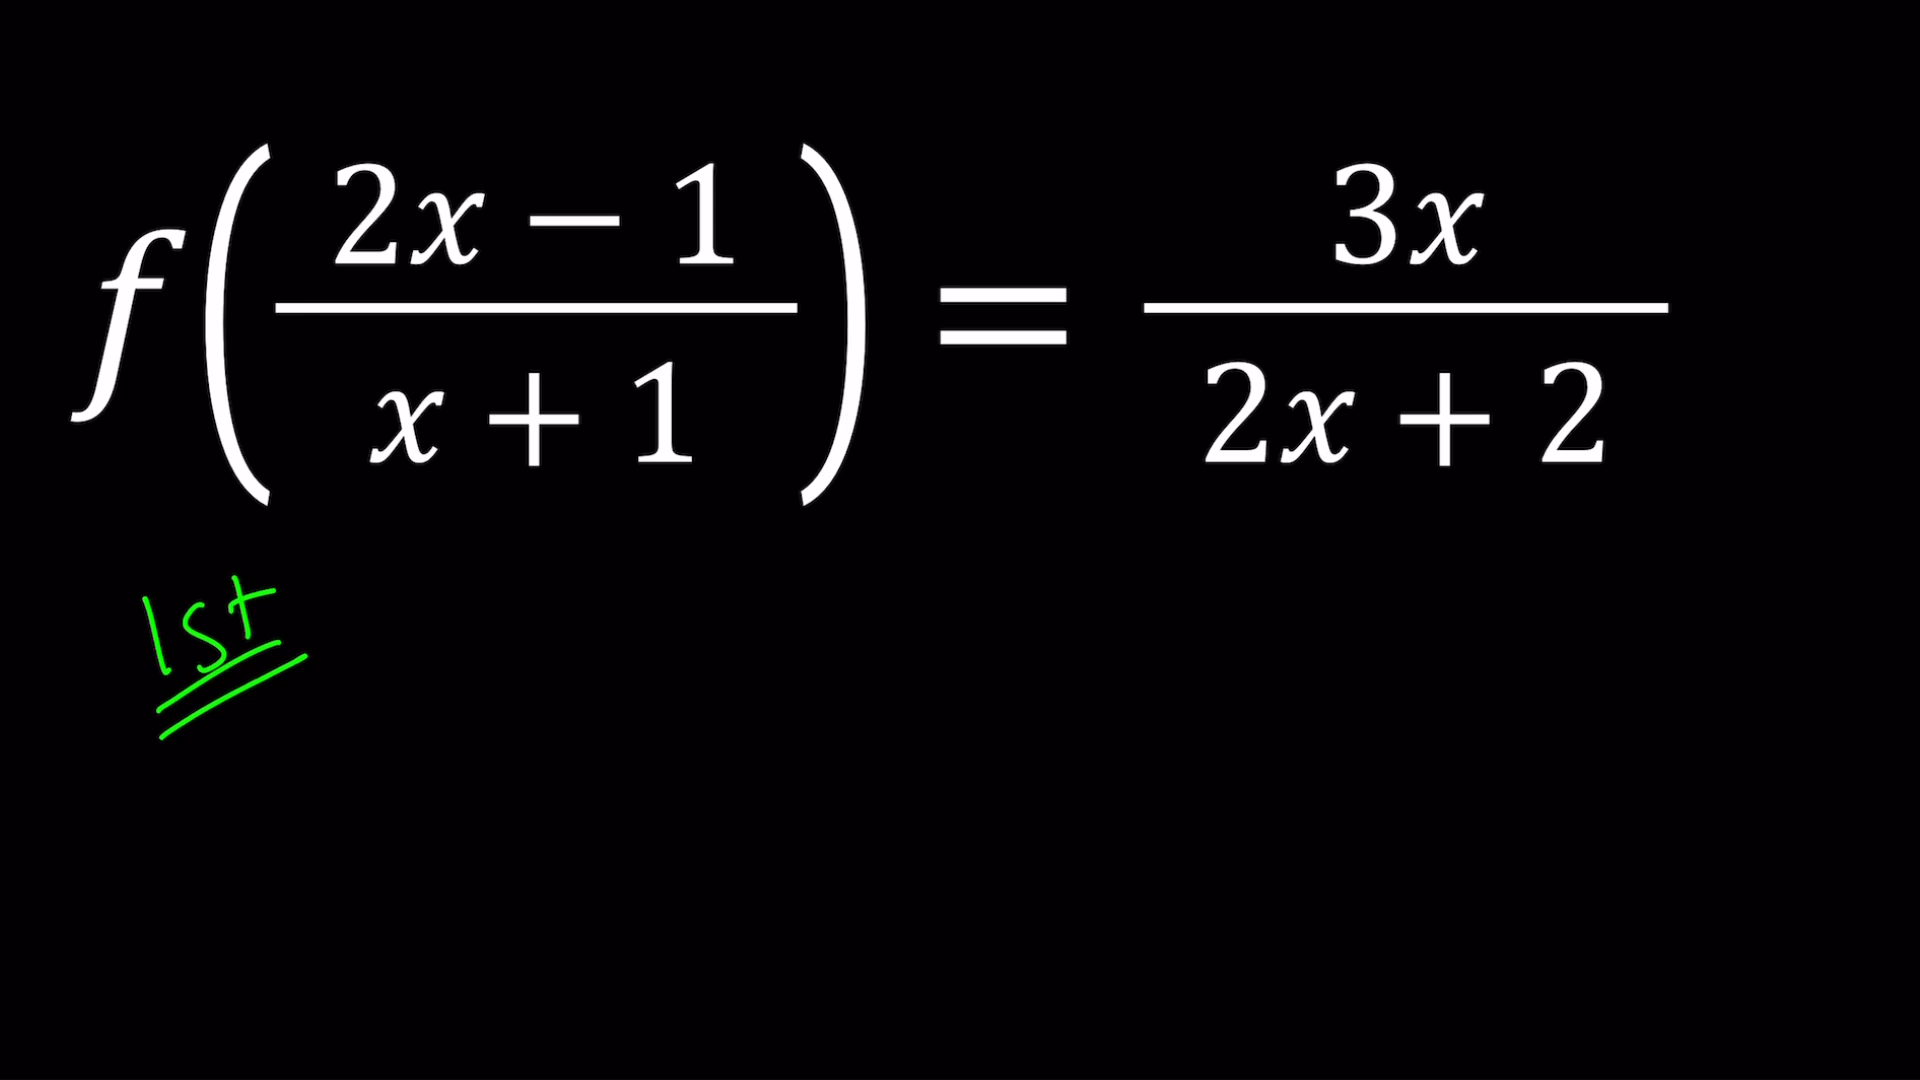 f((2x − 1)/(x + 1)) = 3x/(2x + 2)
1st